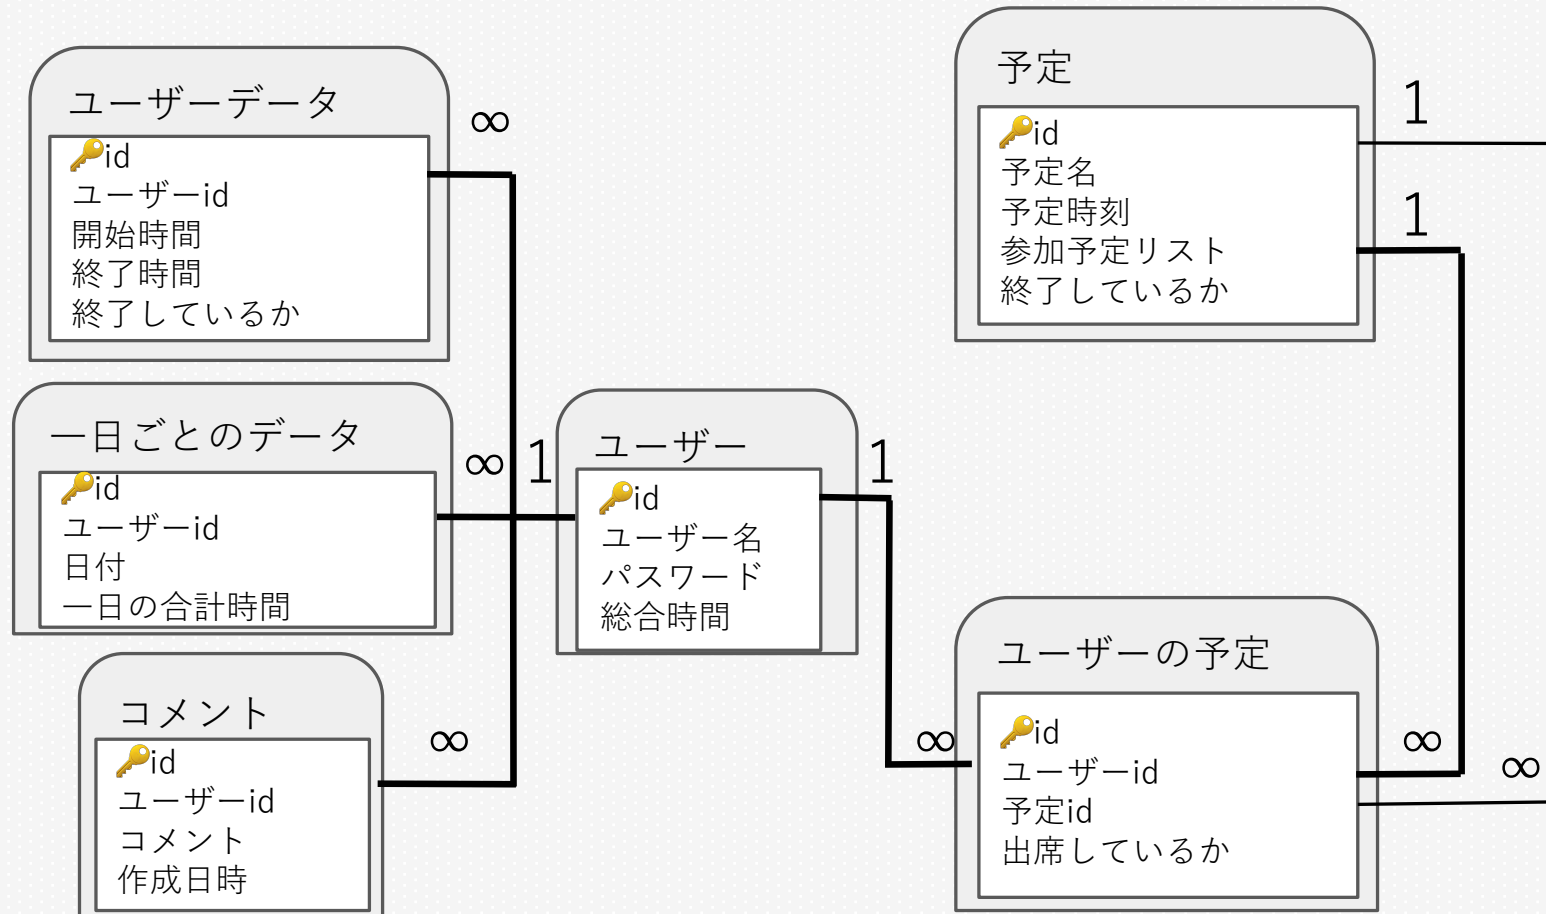 ユーザーデータ
🔑id
ユーザーid
開始時間
終了時間
終了しているか
∞
一日ごとのデータ
🔑id
ユーザーid
日付
一日の合計時間
∞
1
コメント
🔑id
ユーザーid
コメント
作成日時
∞
ユーザー
🔑id
ユーザー名
パスワード
総合時間
1
∞
予定
🔑id
予定名
予定時刻
参加予定リスト
終了しているか
1
1
ユーザーの予定
🔑id
ユーザーid
予定id
出席しているか
∞
∞